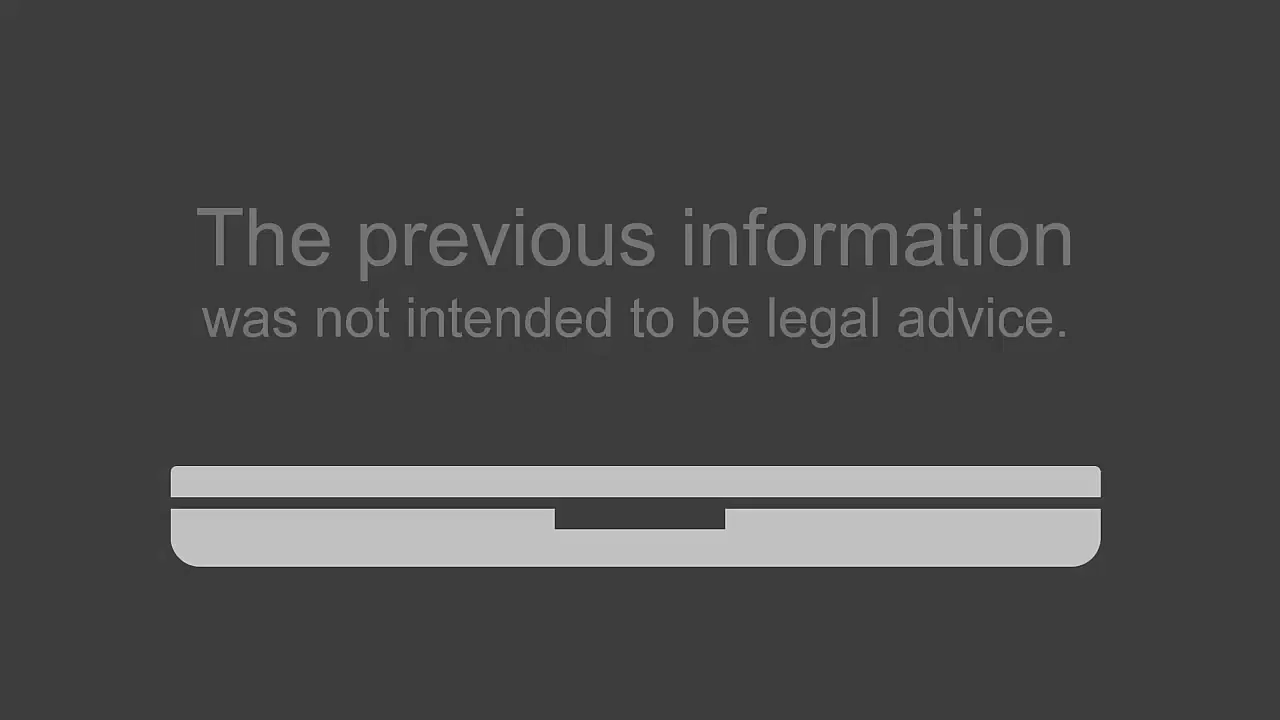 The previous information
was not intended to be legal advice.